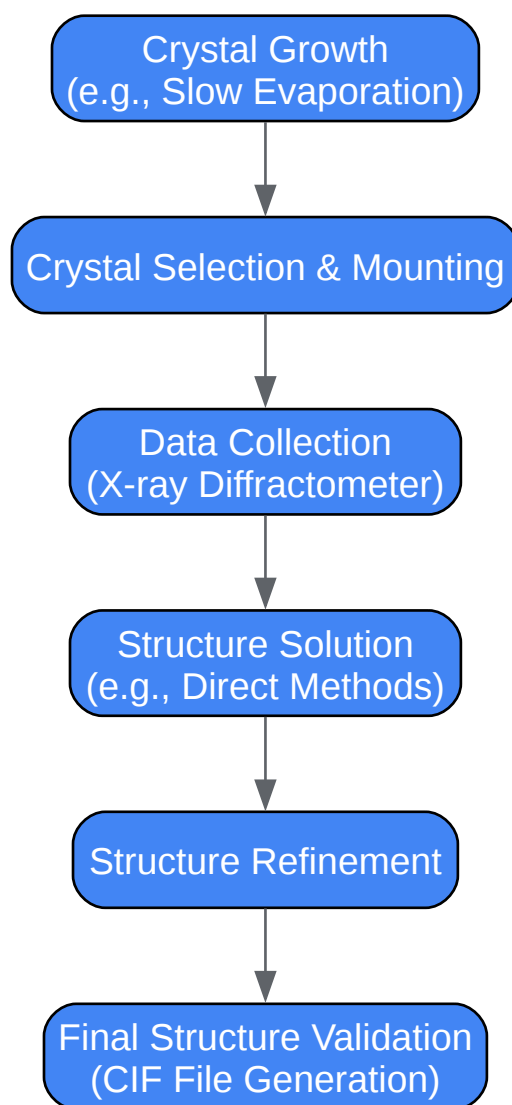 Crystal Growth
(e.g., Slow Evaporation)
Crystal Selection & Mounting
Data Collection
(X-ray Diffractometer)
Structure Solution
(e.g., Direct Methods)
Structure Refinement
Final Structure Validation
(CIF File Generation)